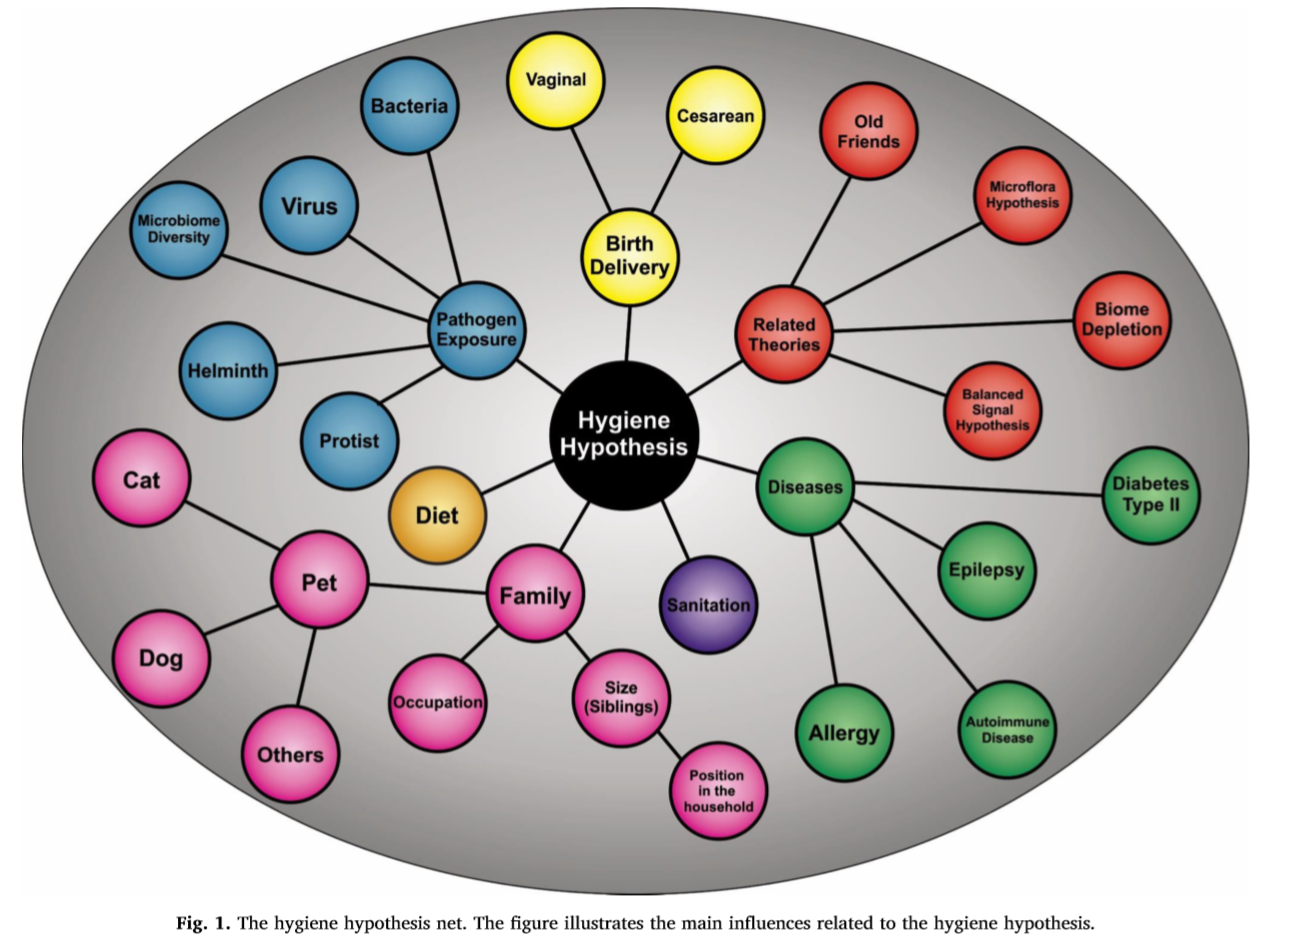 Vaginal
Bacteria
Cesarean
Old
Friends
Microflora
Hypothesis
Virus
Microbiome
Diversity
Birth
Delivery
Pathogen
Exposure
Related
Theories
Biome
Depletion
Helminth
Balanced
Signal
Hypothesis
Protist
Hygiene
Hypothesis
Cat
Diet
Diseases
Diabetes
Type II
Epilepsy
Pet
Family
Sanitation
Dog
Occupation
Size
(Siblings)
Allergy
Autoimmune
Disease
Others
Position
in the
household
Fig. 1. The hygiene hypothesis net. The figure illustrates the main influences related to the hygiene hypothesis.